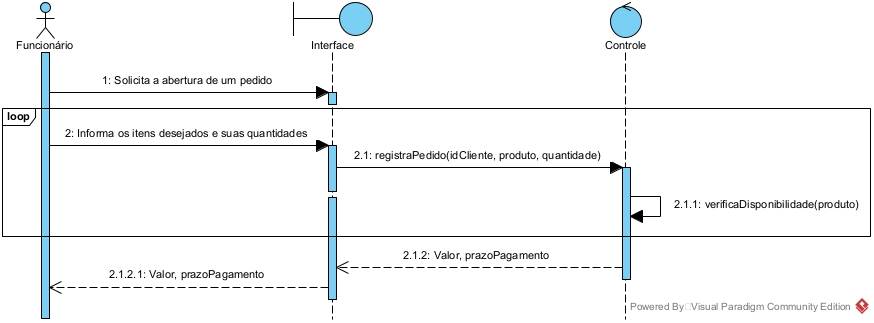 Funcionário
Interface
Controle
1: Solicita a abertura de um pedido
loop
2: Informa os itens desejados e suas quantidades
2.1: registraPedido(idCliente, produto, quantidade)
2.1.1: verificaDisponibilidade(produto)
2.1.2: Valor, prazoPagamento
2.1.2.1: Valor, prazoPagamento
Powered By Visual Paradigm Community Edition